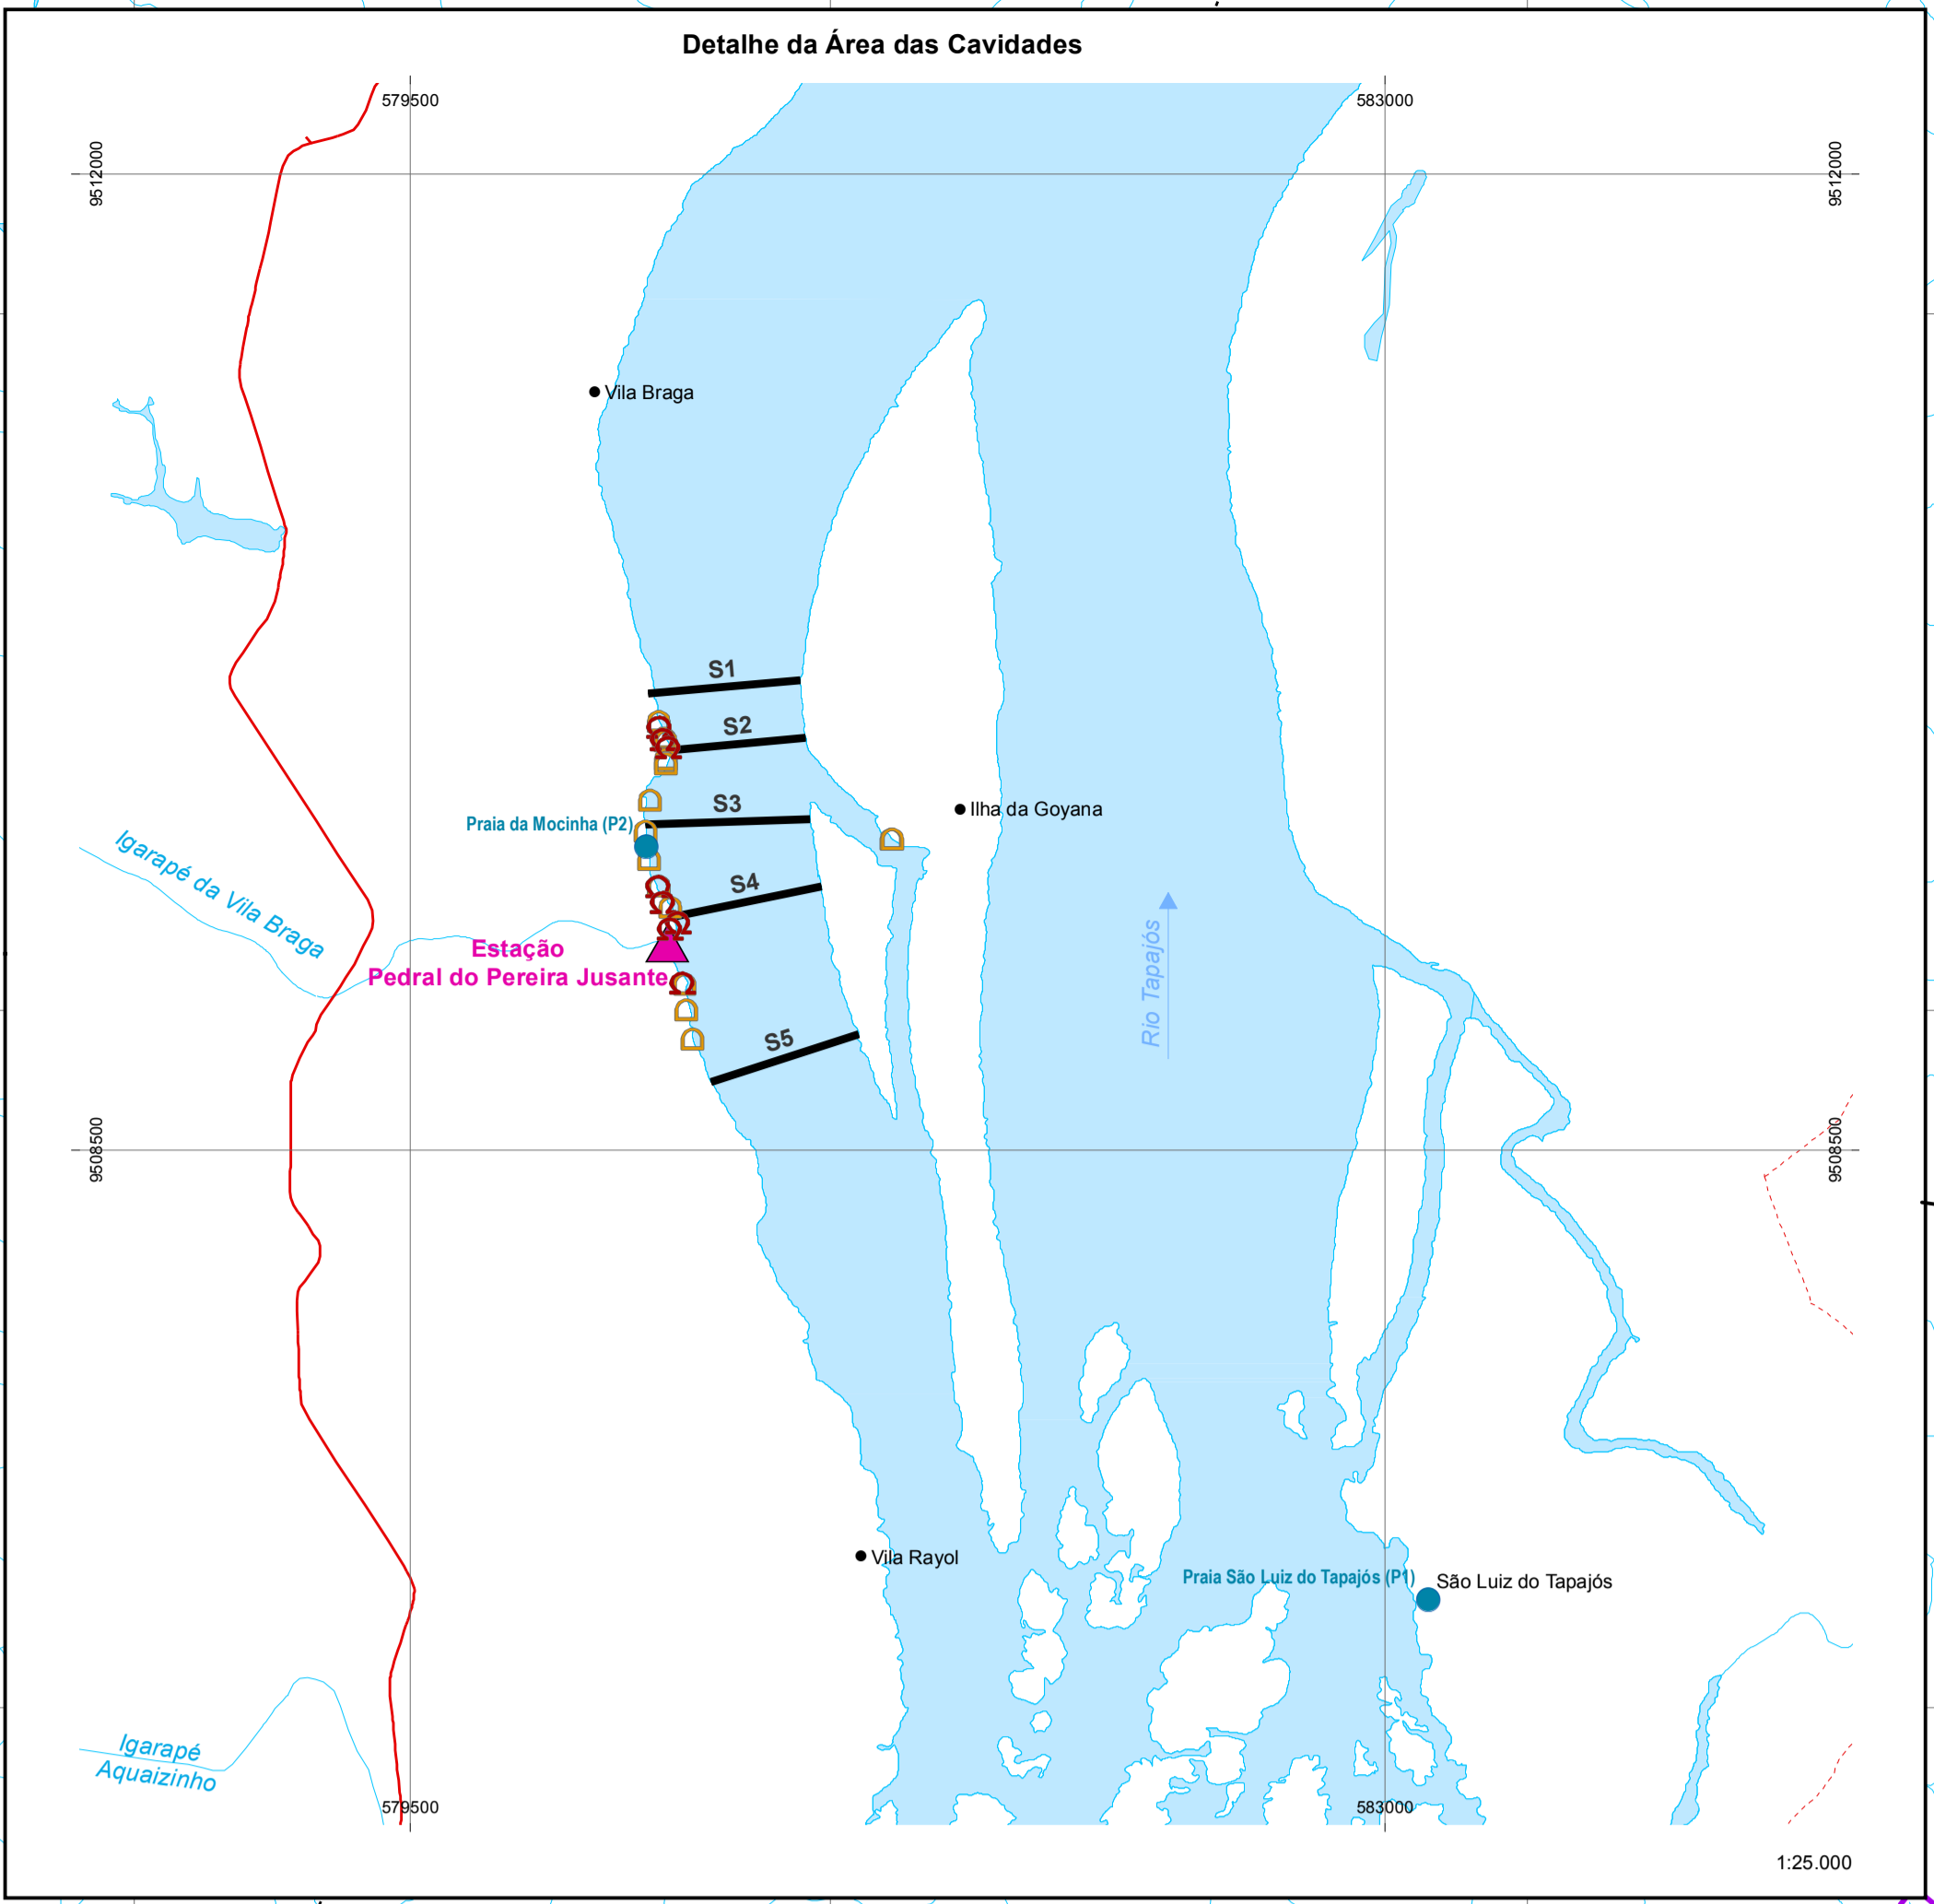 Detalhe da Área das Cavidades
579500
583000
9512000
9512000
Vila Braga
S1
S2
S3
Ilha da Goyana
Praia da Mocinha (P2)
S4
Igarapé da Vila Braga
Estação
Pedral do Pereira Jusante
Rio Tapajós
S5
9508500
9508500
Vila Rayol
Praia São Luiz do Tapajós (P1)
São Luiz do Tapajós
Igarapé
Aquaizinho
579500
583000
1:25.000